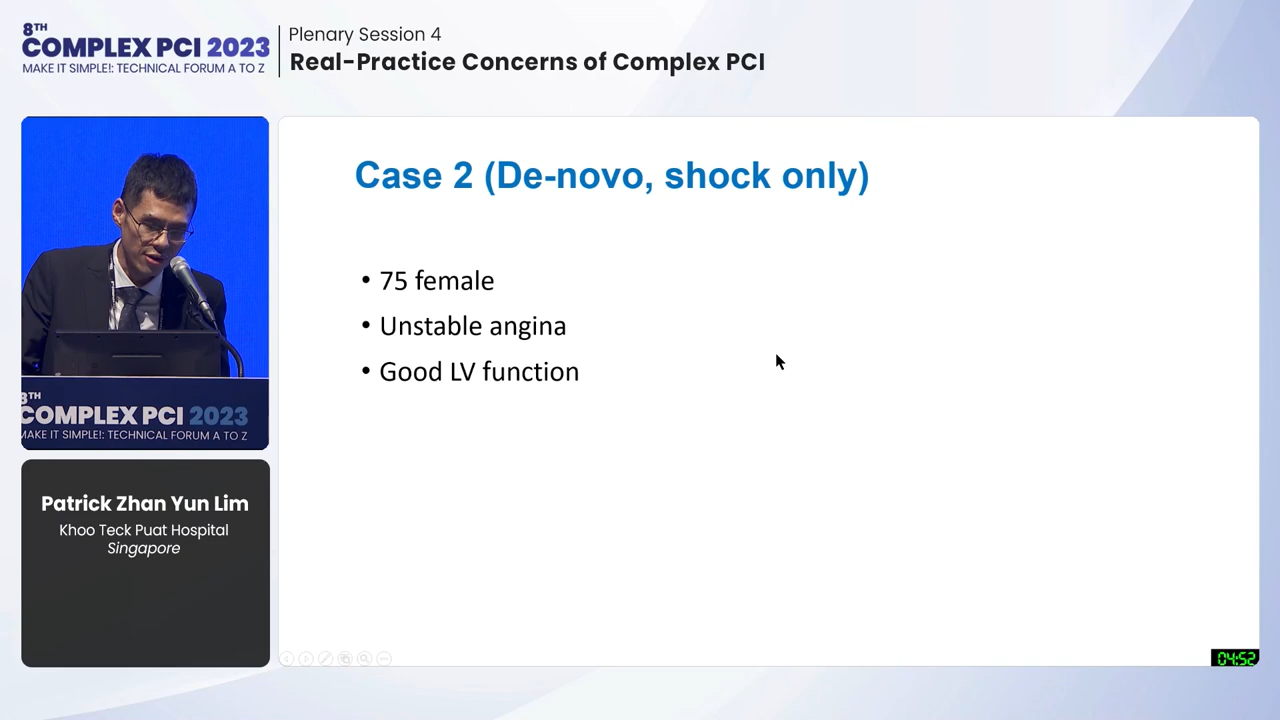 8TH
COMPLEX PCI 2023
MAKE IT SIMPLE!: TECHNICAL FORUM A TO Z
Plenary Session 4
Real-Practice Concerns of Complex PCI
8TH
COMPLEX PCI 2023
MAKE IT SIMPLE!: TECHNICAL FORUM A TO Z
Patrick Zhan Yun Lim
Khoo Teck Puat Hospital
Singapore
Case 2 (De-novo, shock only)
• 75 female
• Unstable angina
• Good LV function
04:52